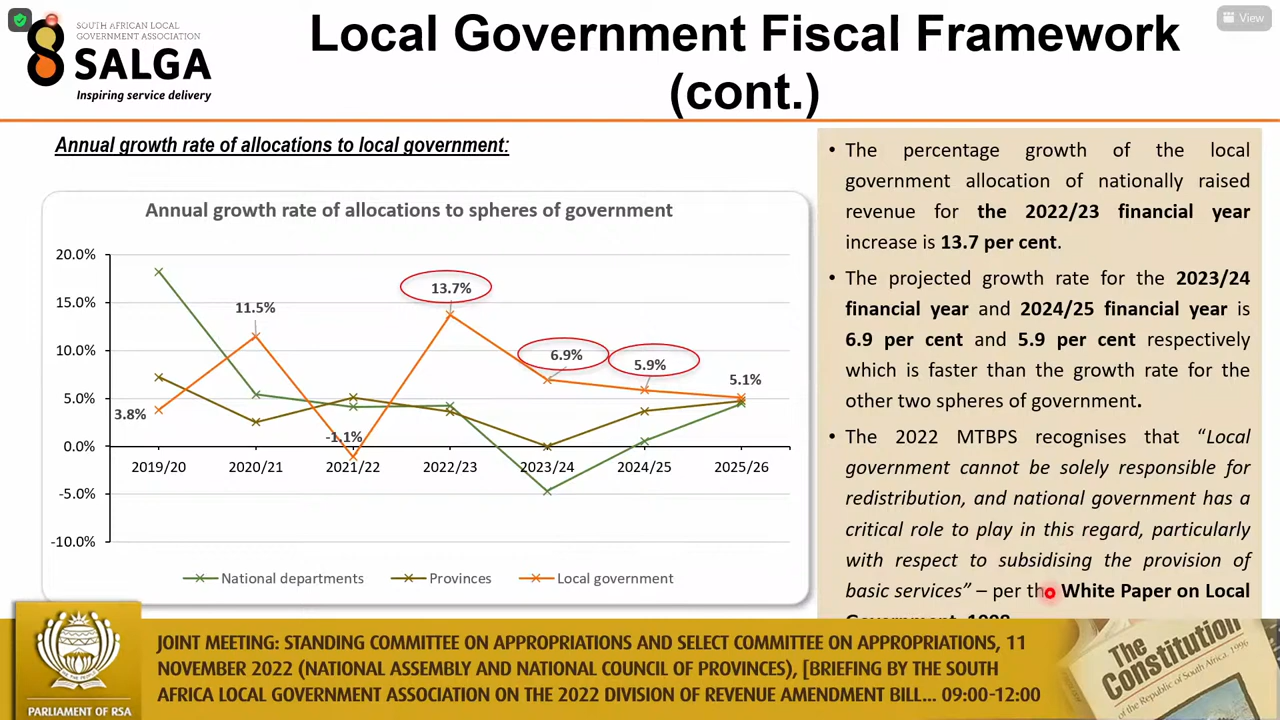 SOUTH AFRICAN LOCAL
GOVERNMENT ASSOCIATION
SALGA
Inspiring service delivery
Local Government Fiscal Framework
(cont.)
View
Annual growth rate of allocations to local government:
Annual growth rate of allocations to spheres of government
20.0%
15.0%
10.0%
5.0%
0.0%
-5.0%
-10.0%
3.8%
11.5%
-1.1%
13.7%
6.9%
5.9%
5.1%
2019/20 2020/21 2021/22 2022/23 2023/24 2024/25 2025/26
National departments Provinces Local government
• The percentage growth of the local
government allocation of nationally raised
revenue for the 2022/23 financial year
increase is 13.7 per cent.
• The projected growth rate for the 2023/24
financial year and 2024/25 financial year is
6.9 per cent and 5.9 per cent respectively
which is faster than the growth rate for the
other two spheres of government.
• The 2022 MTBPS recognises that “Local
government cannot be solely responsible for
redistribution, and national government has a
critical role to play in this regard, particularly
with respect to subsidising the provision of
basic services” – per the White Paper on Local
Government, 1998
JOINT MEETING: STANDING COMMITTEE ON APPROPRIATIONS AND SELECT COMMITTEE ON APPROPRIATIONS, 11
NOVEMBER 2022 (NATIONAL ASSEMBLY AND NATIONAL COUNCIL OF PROVINCES), [BRIEFING BY THE SOUTH
AFRICA LOCAL GOVERNMENT ASSOCIATION ON THE 2022 DIVISION OF REVENUE AMENDMENT BILL... 09:00-12:00
PARLIAMENT OF RSA
The
Constitution
of the Republic of South Africa, 1996